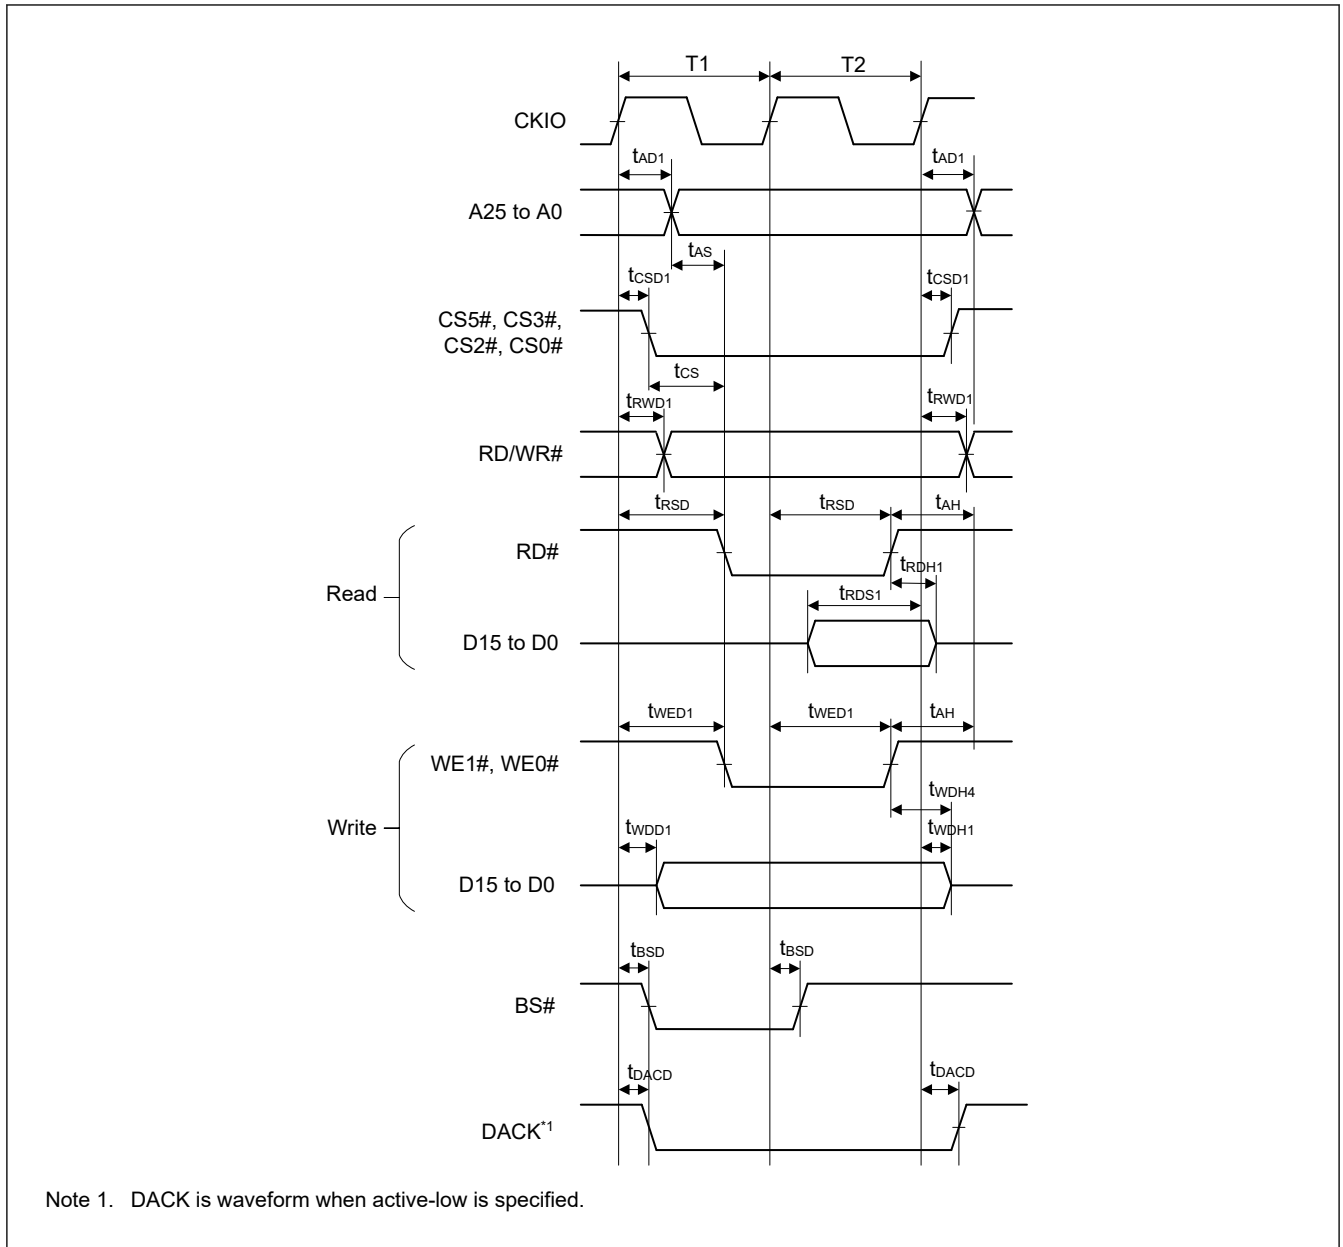 T1 T2
CKIO
tAD1 tAD1
A25 to A0
tAS
tCSD1 tCSD1
CS5#, CS3#,
CS2#, CS0#
tCS
tRWD1 tRWD1
RD/WR#
tRSD tRSD tAH
RD#
tRDH1
Read
tRDS1
D15 to D0
tWED1 tWED1 tAH
WE1#, WE0#
tWDH4
Write
tWDD1 tWDH1
D15 to D0
tBSD tBSD
BS#
tDACD tDACD
DACK*1
Note 1. DACK is waveform when active-low is specified.